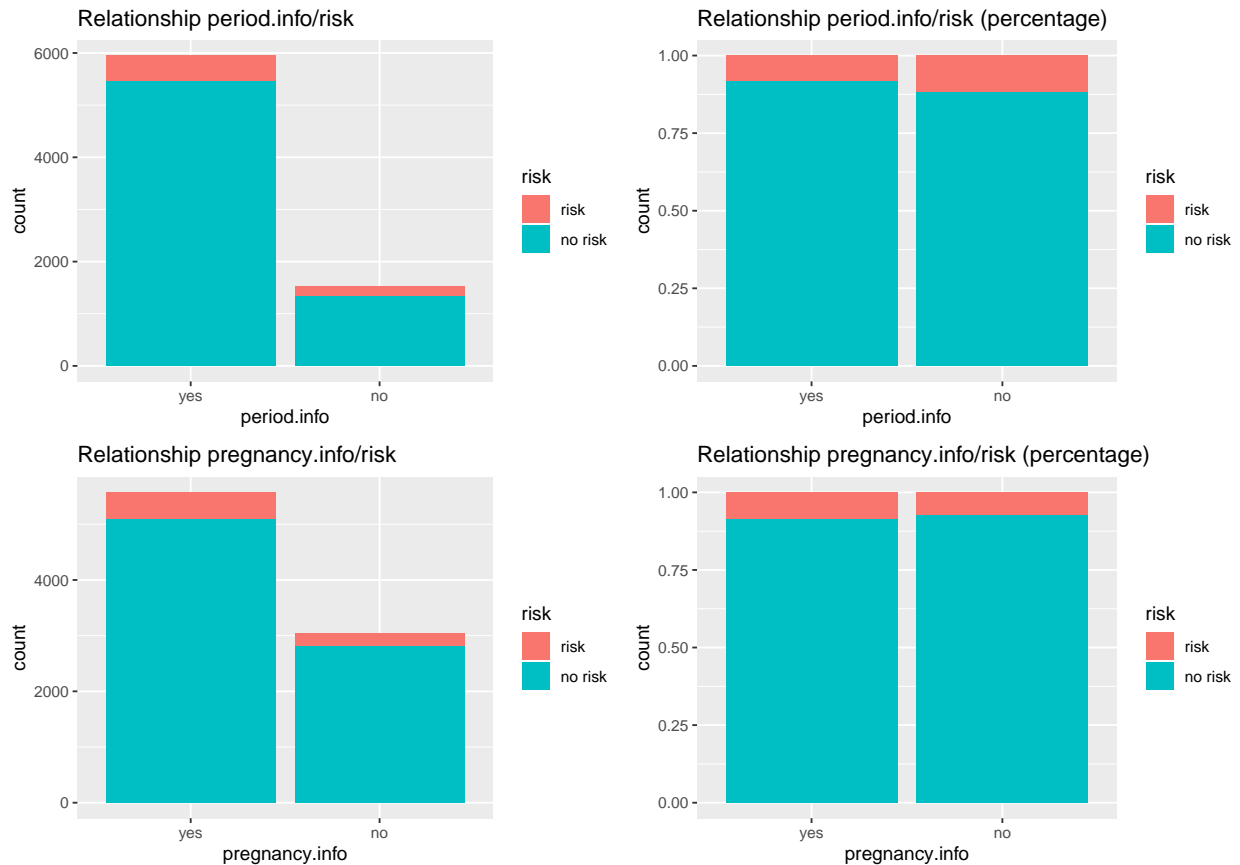 Relationship period.info/risk
6000
4000
2000
0
count
yes
no
period.info
risk
risk
no risk
Relationship period.info/risk (percentage)
1.00
0.75
0.50
0.25
0.00
count
yes
no
period.info
risk
risk
no risk
Relationship pregnancy.info/risk
4000
2000
0
count
yes
no
pregnancy.info
risk
risk
no risk
Relationship pregnancy.info/risk (percentage)
1.00
0.75
0.50
0.25
0.00
count
yes
no
pregnancy.info
risk
risk
no risk